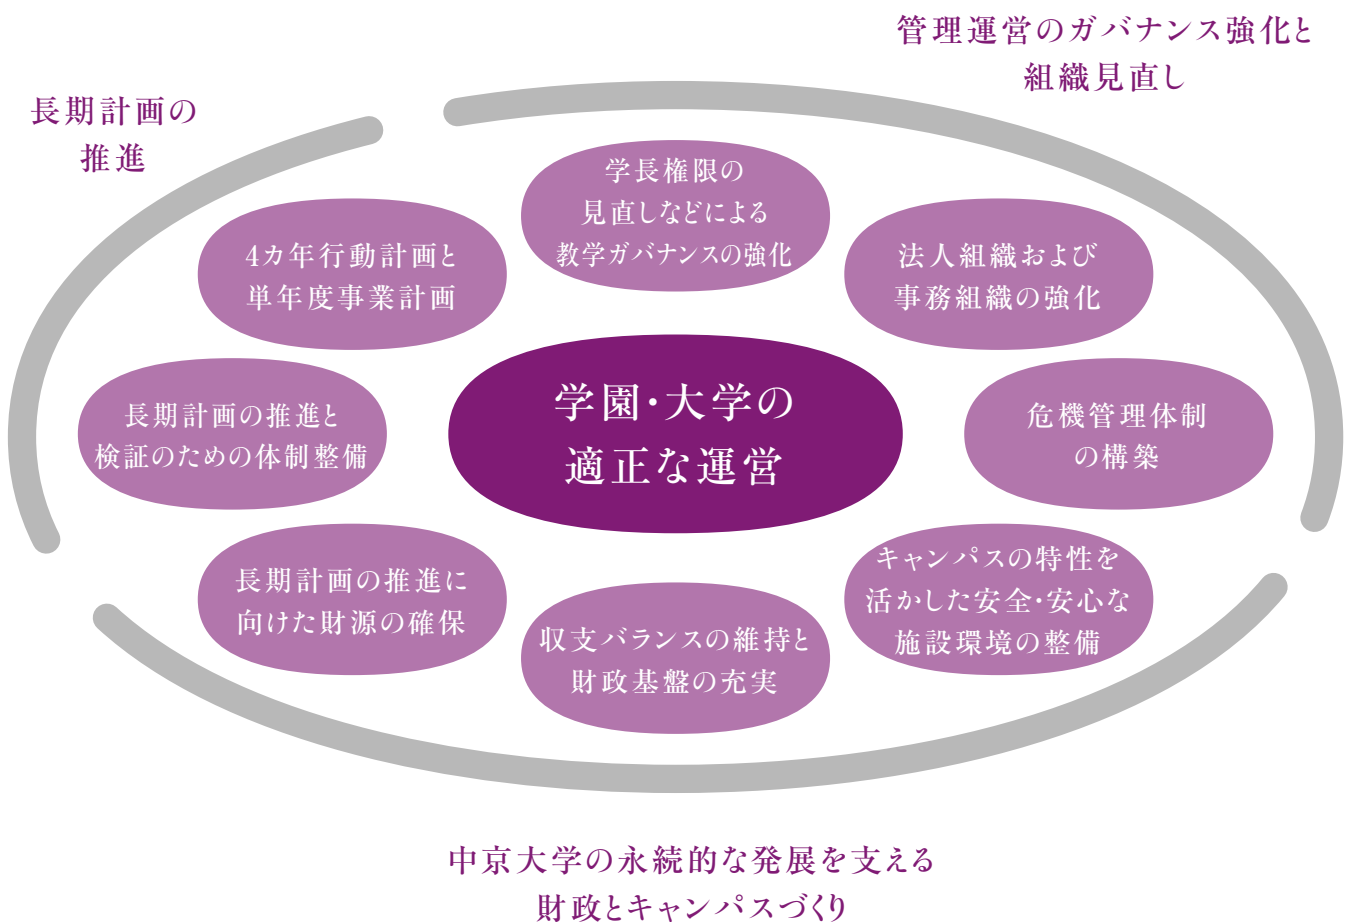 管理運営のガバナンス強化と
組織見直し
長期計画の
推進
学長権限の
見直しなどによる
教学ガバナンスの強化
4カ年行動計画と
単年度事業計画
法人組織および
事務組織の強化
長期計画の推進と
検証のための体制整備
学園・大学の
適正な運営
危機管理体制
の構築
長期計画の推進に
向けた財源の確保
収支バランスの維持と
財政基盤の充実
キャンパスの特性を
活かした安全・安心な
施設環境の整備
中京大学の永続的な発展を支える
財政とキャンパスづくり